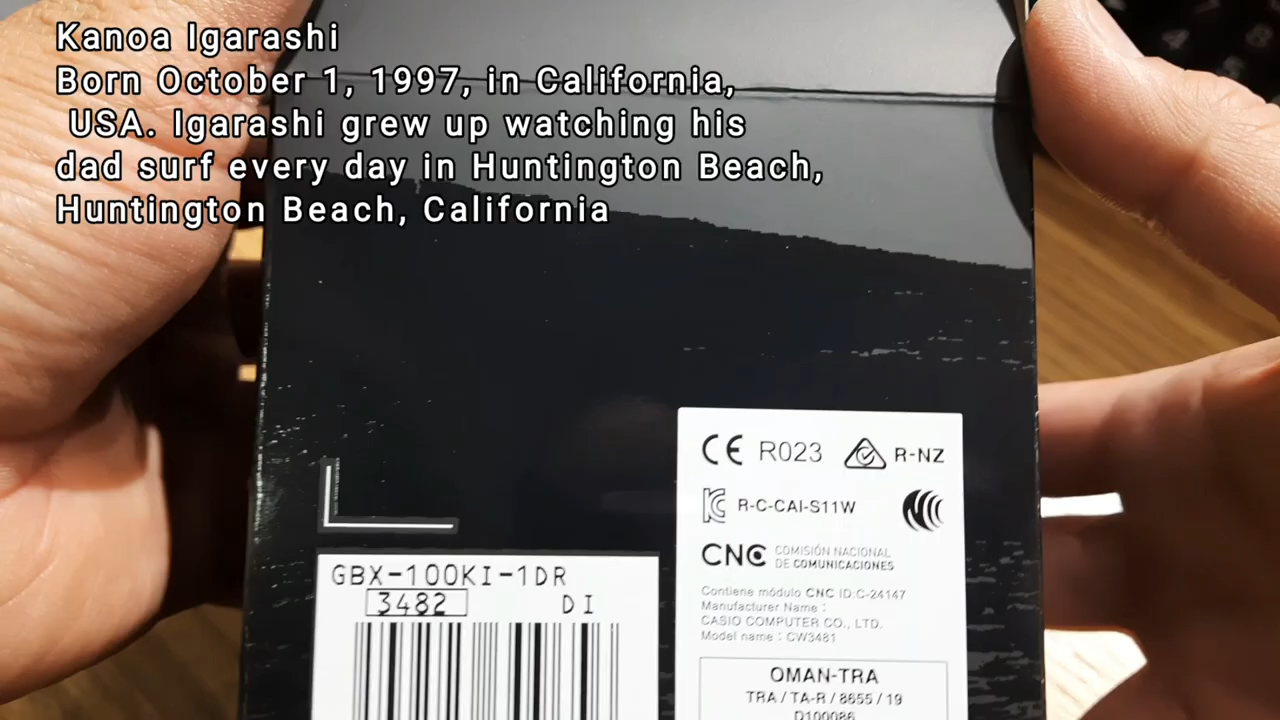 Kanoa Igarashi
Born October 1, 1997, in California,
USA. Igarashi grew up watching his
dad surf every day in Huntington Beach,
Huntington Beach, California
CE R023 R-NZ
R-C-CAI-S11W
CNC COMISIÓN NACIONAL
DE COMUNICACIONES
Contiene módulo CNC ID:C-24147
Manufacturer Name :
CASIO COMPUTER CO., LTD.
Model name : CW3481
OMAN-TRA
TRA / TA-R / 8655 / 19
D100086
GBX-100KI-1DR
3482 DI